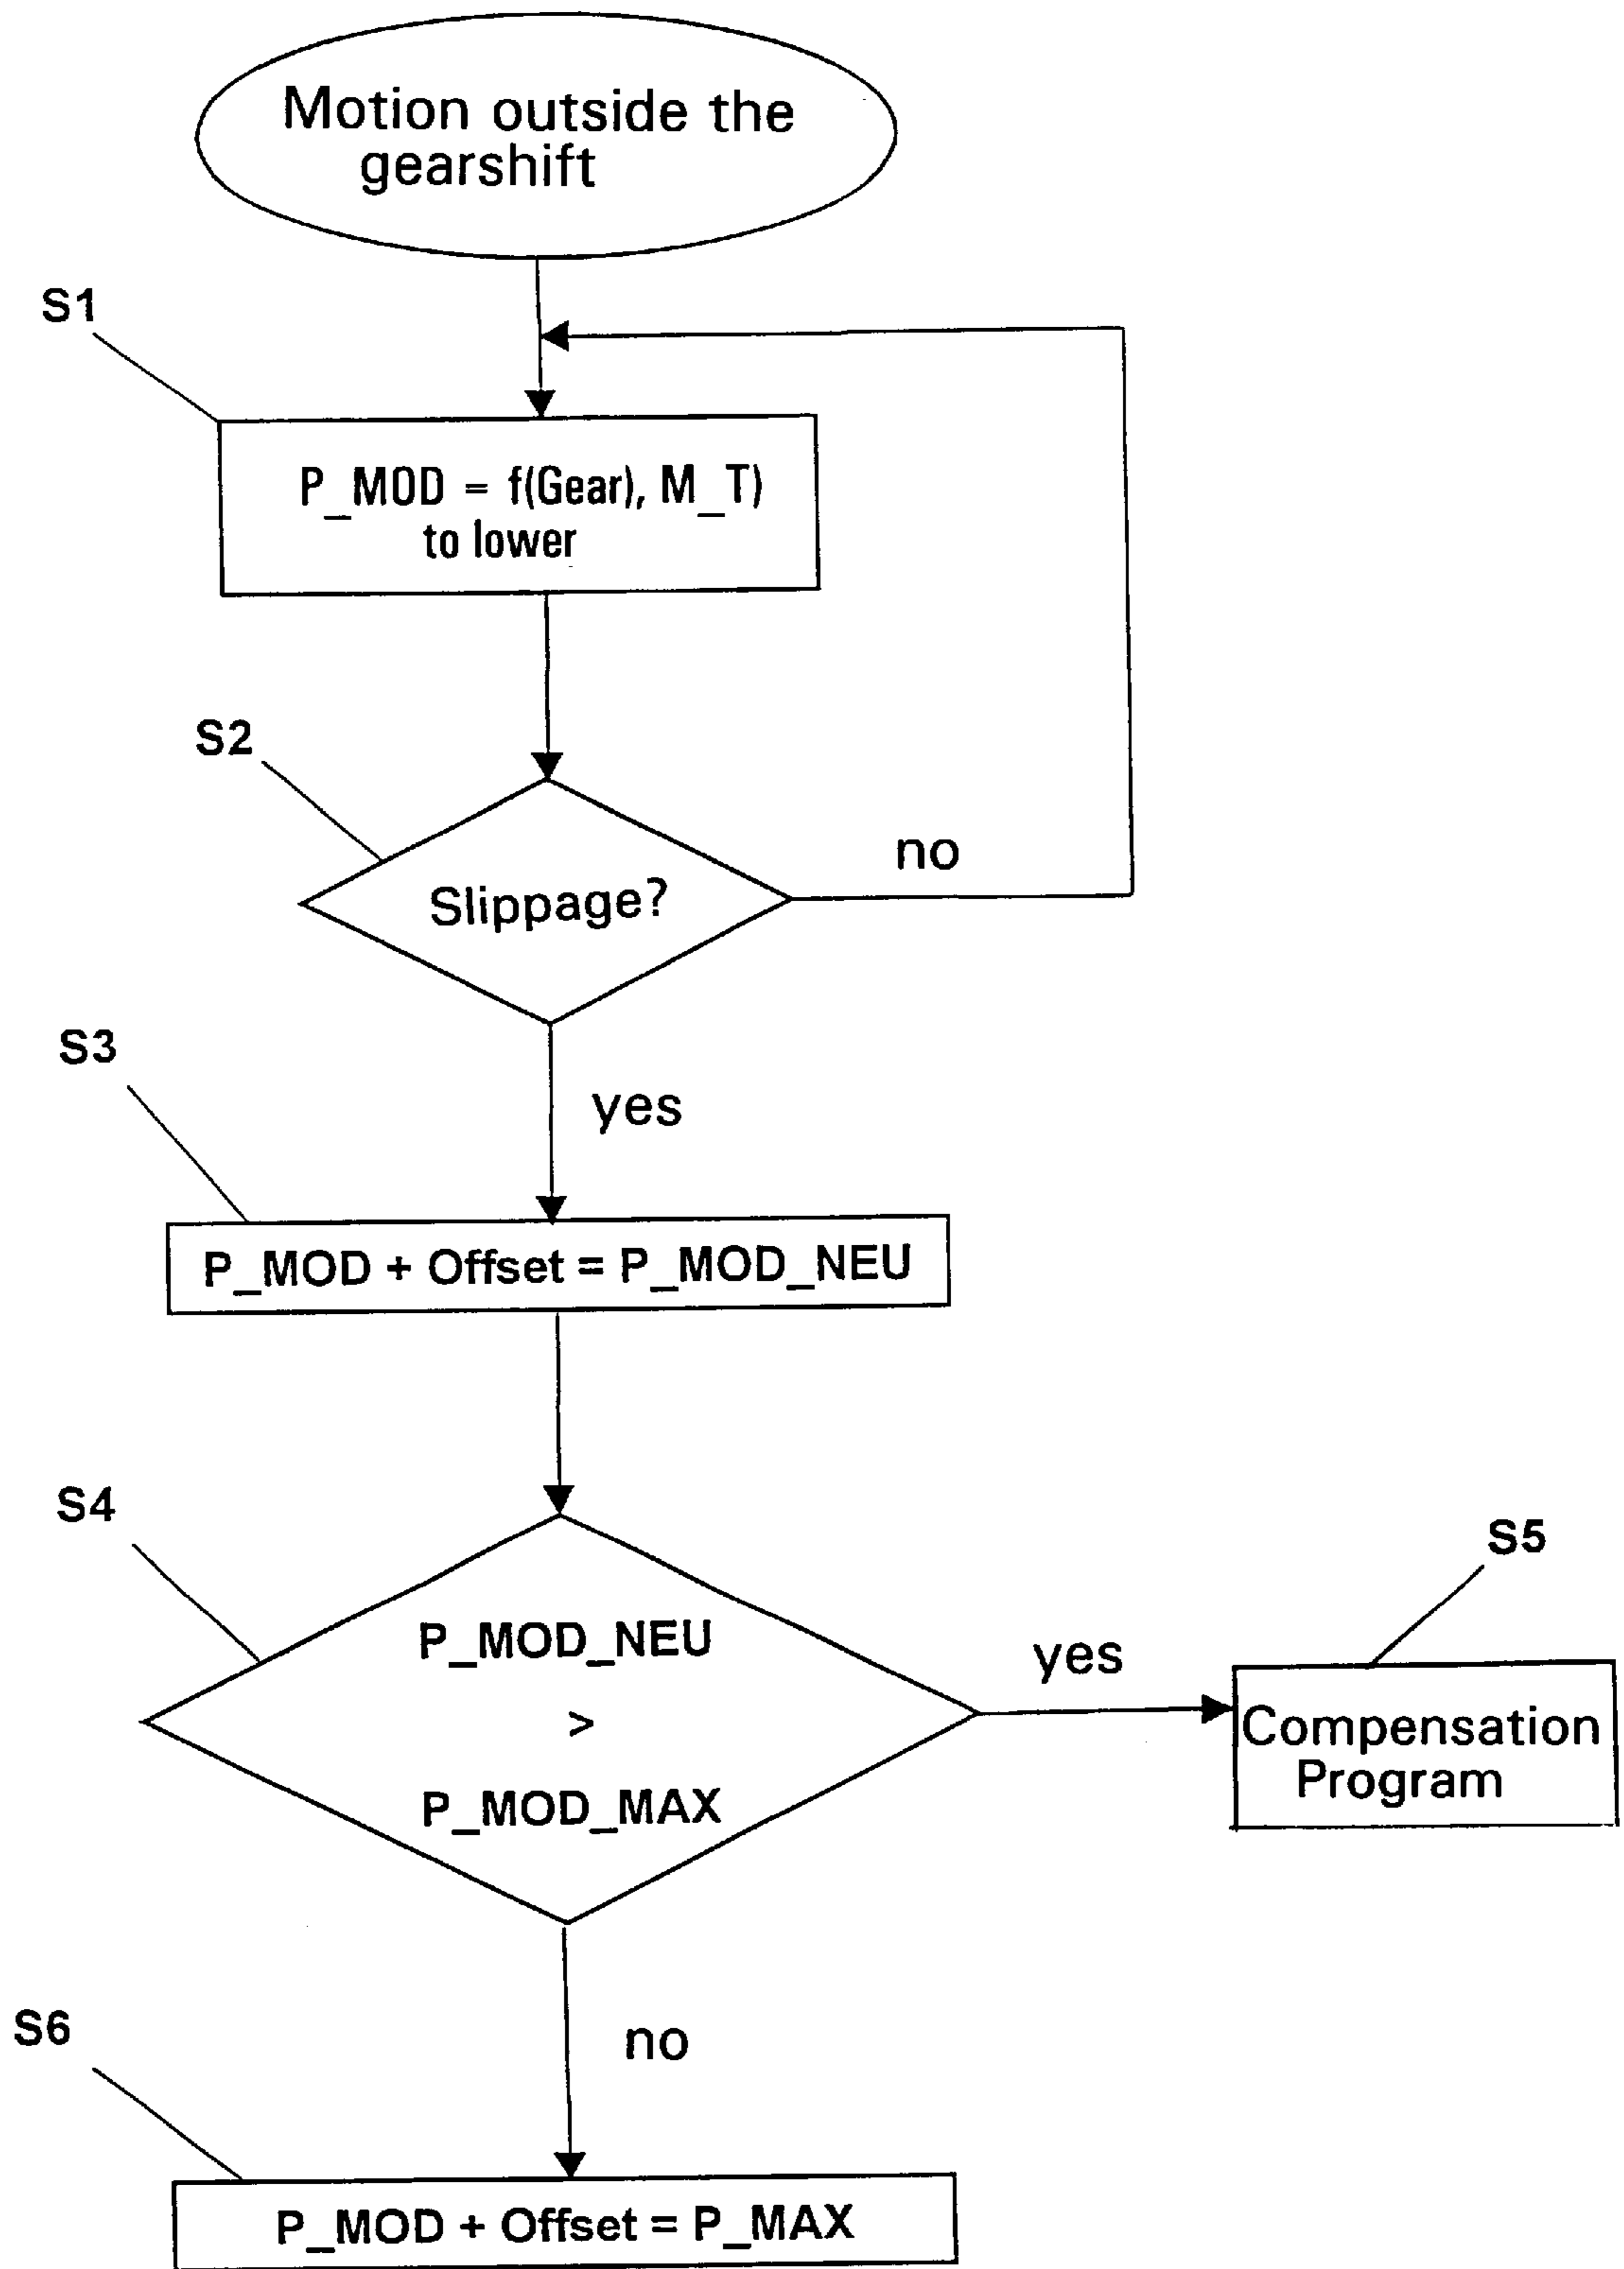 Motion outside the
gearshift
S1
P_MOD = f(Gear), M_T)
to lower
S2
Slippage?
no
S3
yes
P_MOD + Offset = P_MOD_NEU
S4
P_MOD_NEU
>
P_MOD_MAX
yes
S5
Compensation
Program
S6
no
P_MOD + Offset = P_MAX